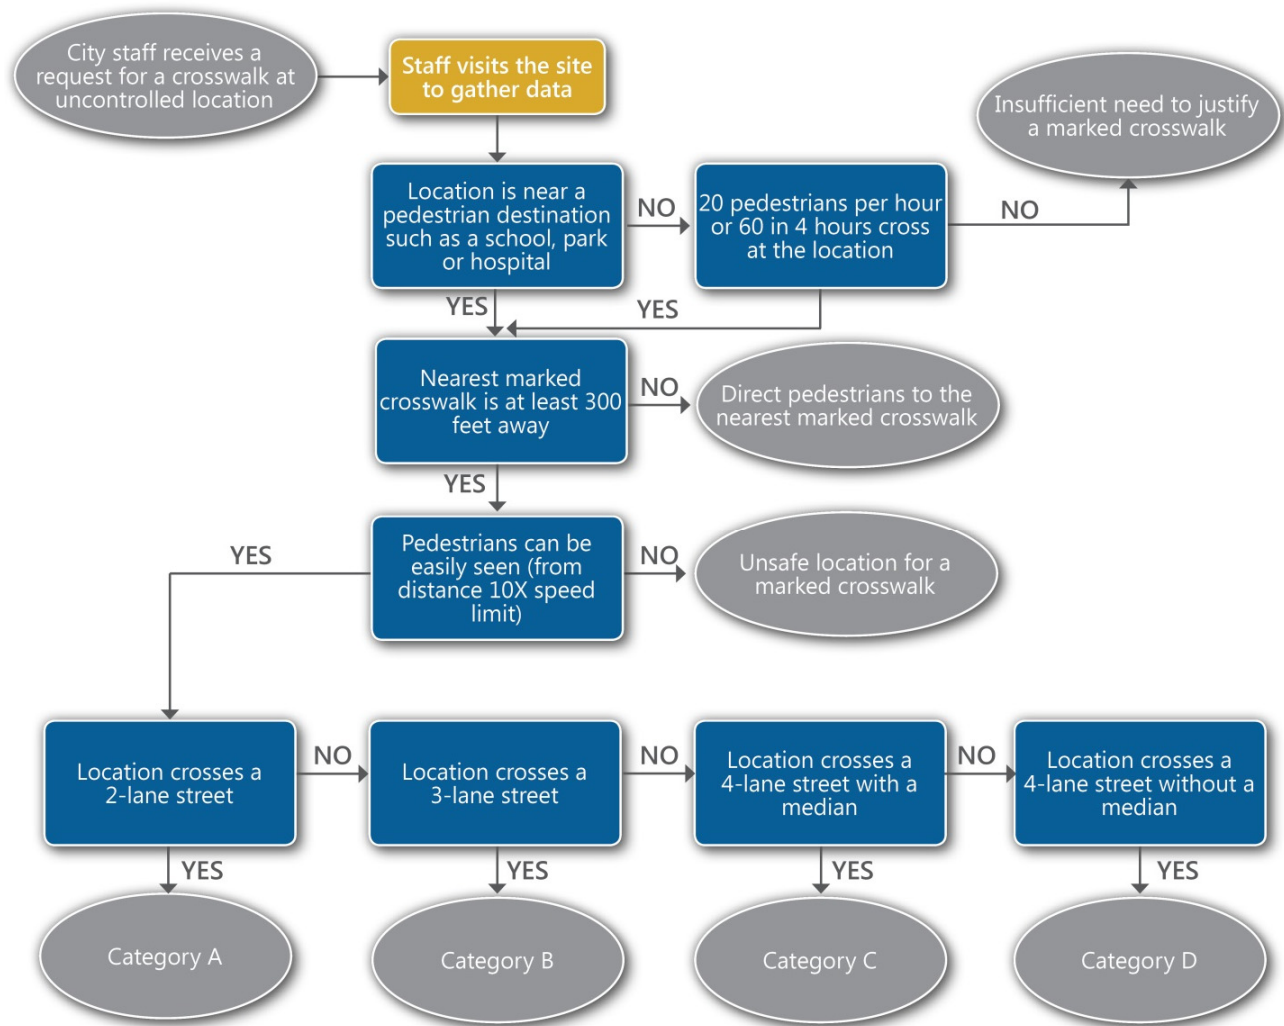 City staff receives a
request for a crosswalk at
uncontrolled location
Staff visits the site
to gather data
Insufficient need to justify
a marked crosswalk
Location is near a
pedestrian destination
such as a school, park
or hospital
NO
20 pedestrians per hour
or 60 in 4 hours cross
at the location
NO
YES
YES
Nearest marked
crosswalk is at least 300
feet away
NO
Direct pedestrians to the
nearest marked crosswalk
YES
Pedestrians can be
easily seen (from
distance 10X speed
limit)
YES
NO
Unsafe location for a
marked crosswalk
Location crosses a
2-lane street
NO
Location crosses a
3-lane street
NO
Location crosses a
4-lane street with a
median
NO
Location crosses a
4-lane street without a
median
YES
YES
YES
YES
Category A
Category B
Category C
Category D